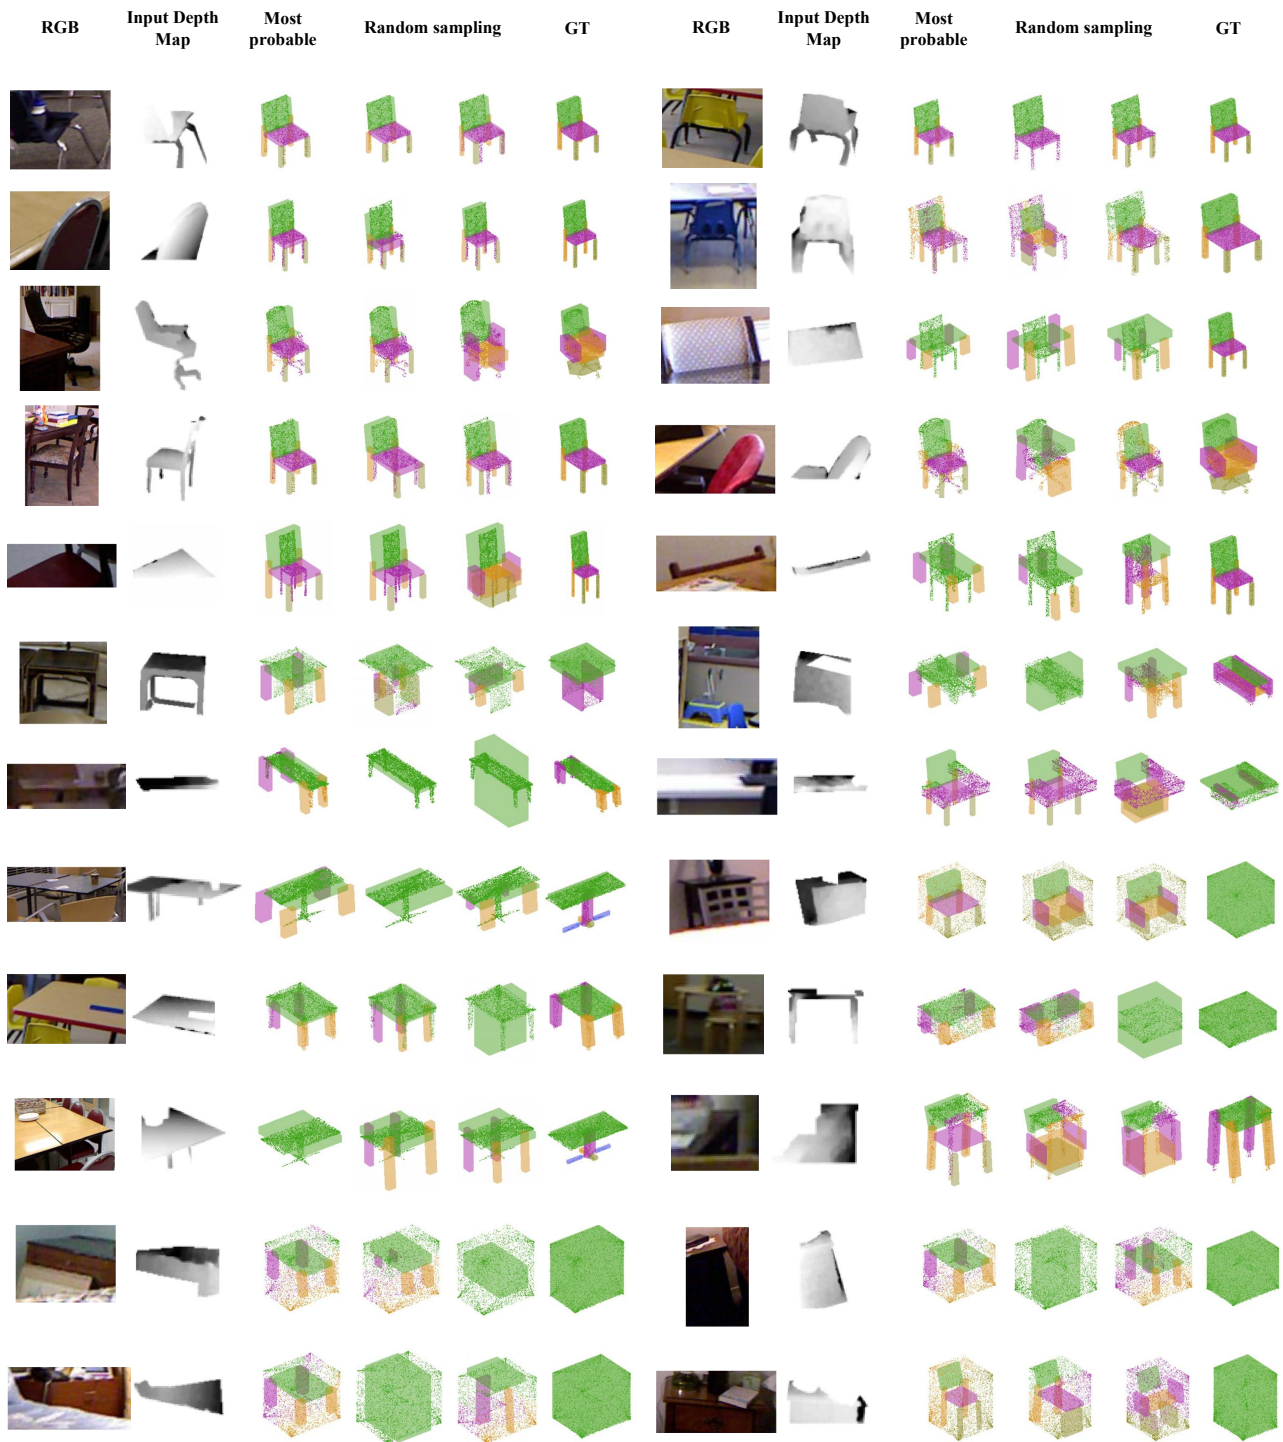 RGB Input Depth Most Random sampling GT RGB Input Depth Most Random sampling GT
Map probable Map probable